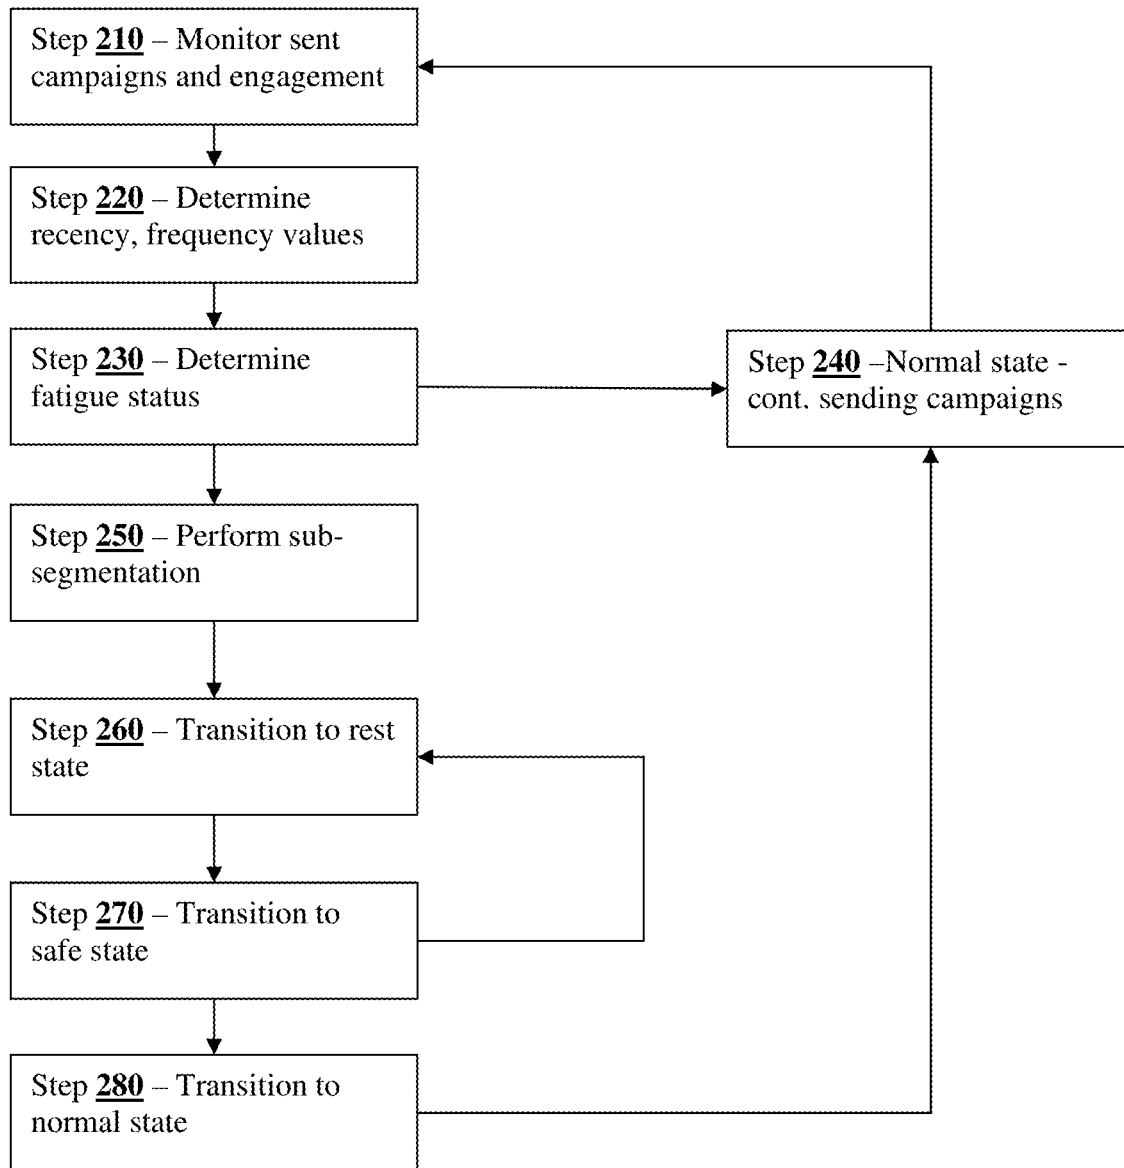 Step 210 – Monitor sent
campaigns and engagement
Step 220 – Determine
recency, frequency values
Step 230 – Determine
fatigue status
Step 240 –Normal state -
cont. sending campaigns
Step 250 – Perform sub-
segmentation
Step 260 – Transition to rest
state
Step 270 – Transition to
safe state
Step 280 – Transition to
normal state